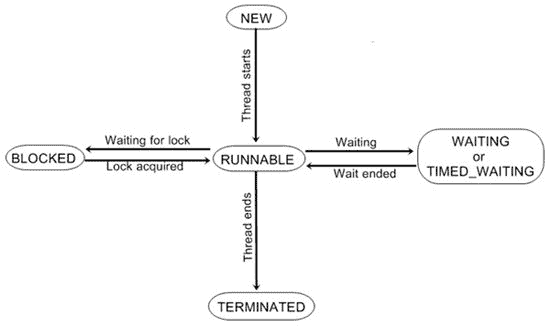 NEW
Thread starts
Waiting for lock
Waiting
BLOCKED
RUNNABLE
WAITING
or
TIMED_WAITING
Lock acquired
Wait ended
Thread ends
TERMINATED